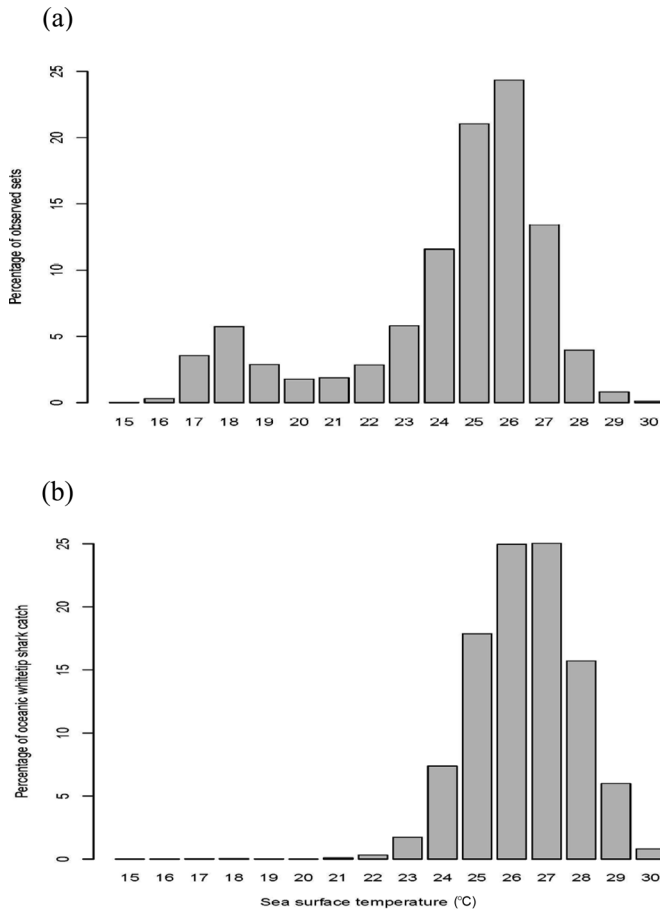 (a)
Percentage of observed sets
25
20
15
10
5
0
15 16 17 18 19 20 21 22 23 24 25 26 27 28 29 30
(b)
Percentage of oceanic whitetip shark catch
25
20
15
10
5
0
15 16 17 18 19 20 21 22 23 24 25 26 27 28 29 30
Sea surface temperature (°C)